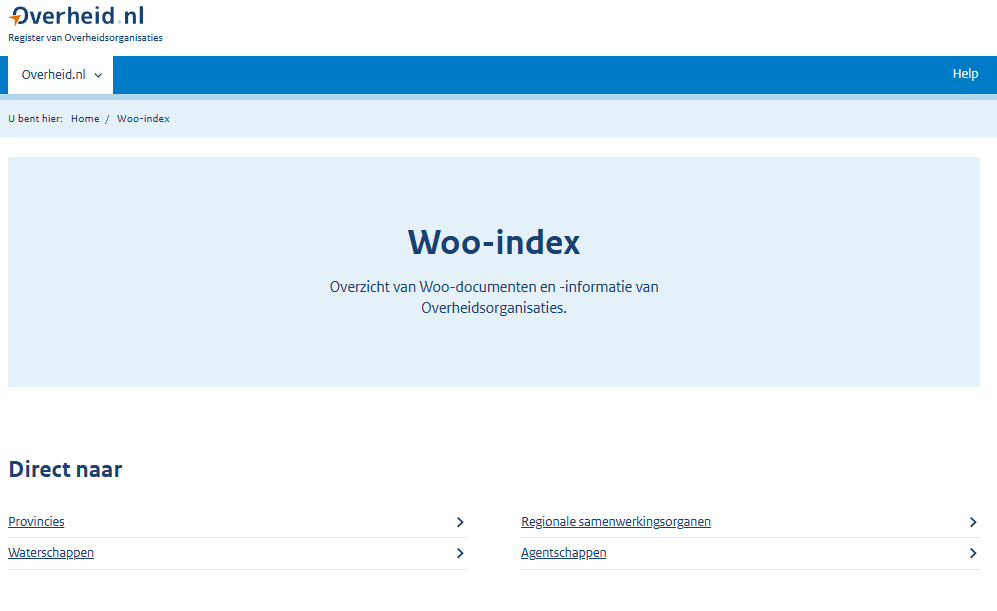 Overheid.nl
Register van Overheidsorganisaties
Overheid.nl
Help
U bent hier: Home / Woo-index
Woo-index
Overzicht van Woo-documenten en -informatie van
Overheidsorganisaties.
Direct naar
Provincies
Regionale samenwerkingsorganen
Waterschappen
Agentschappen